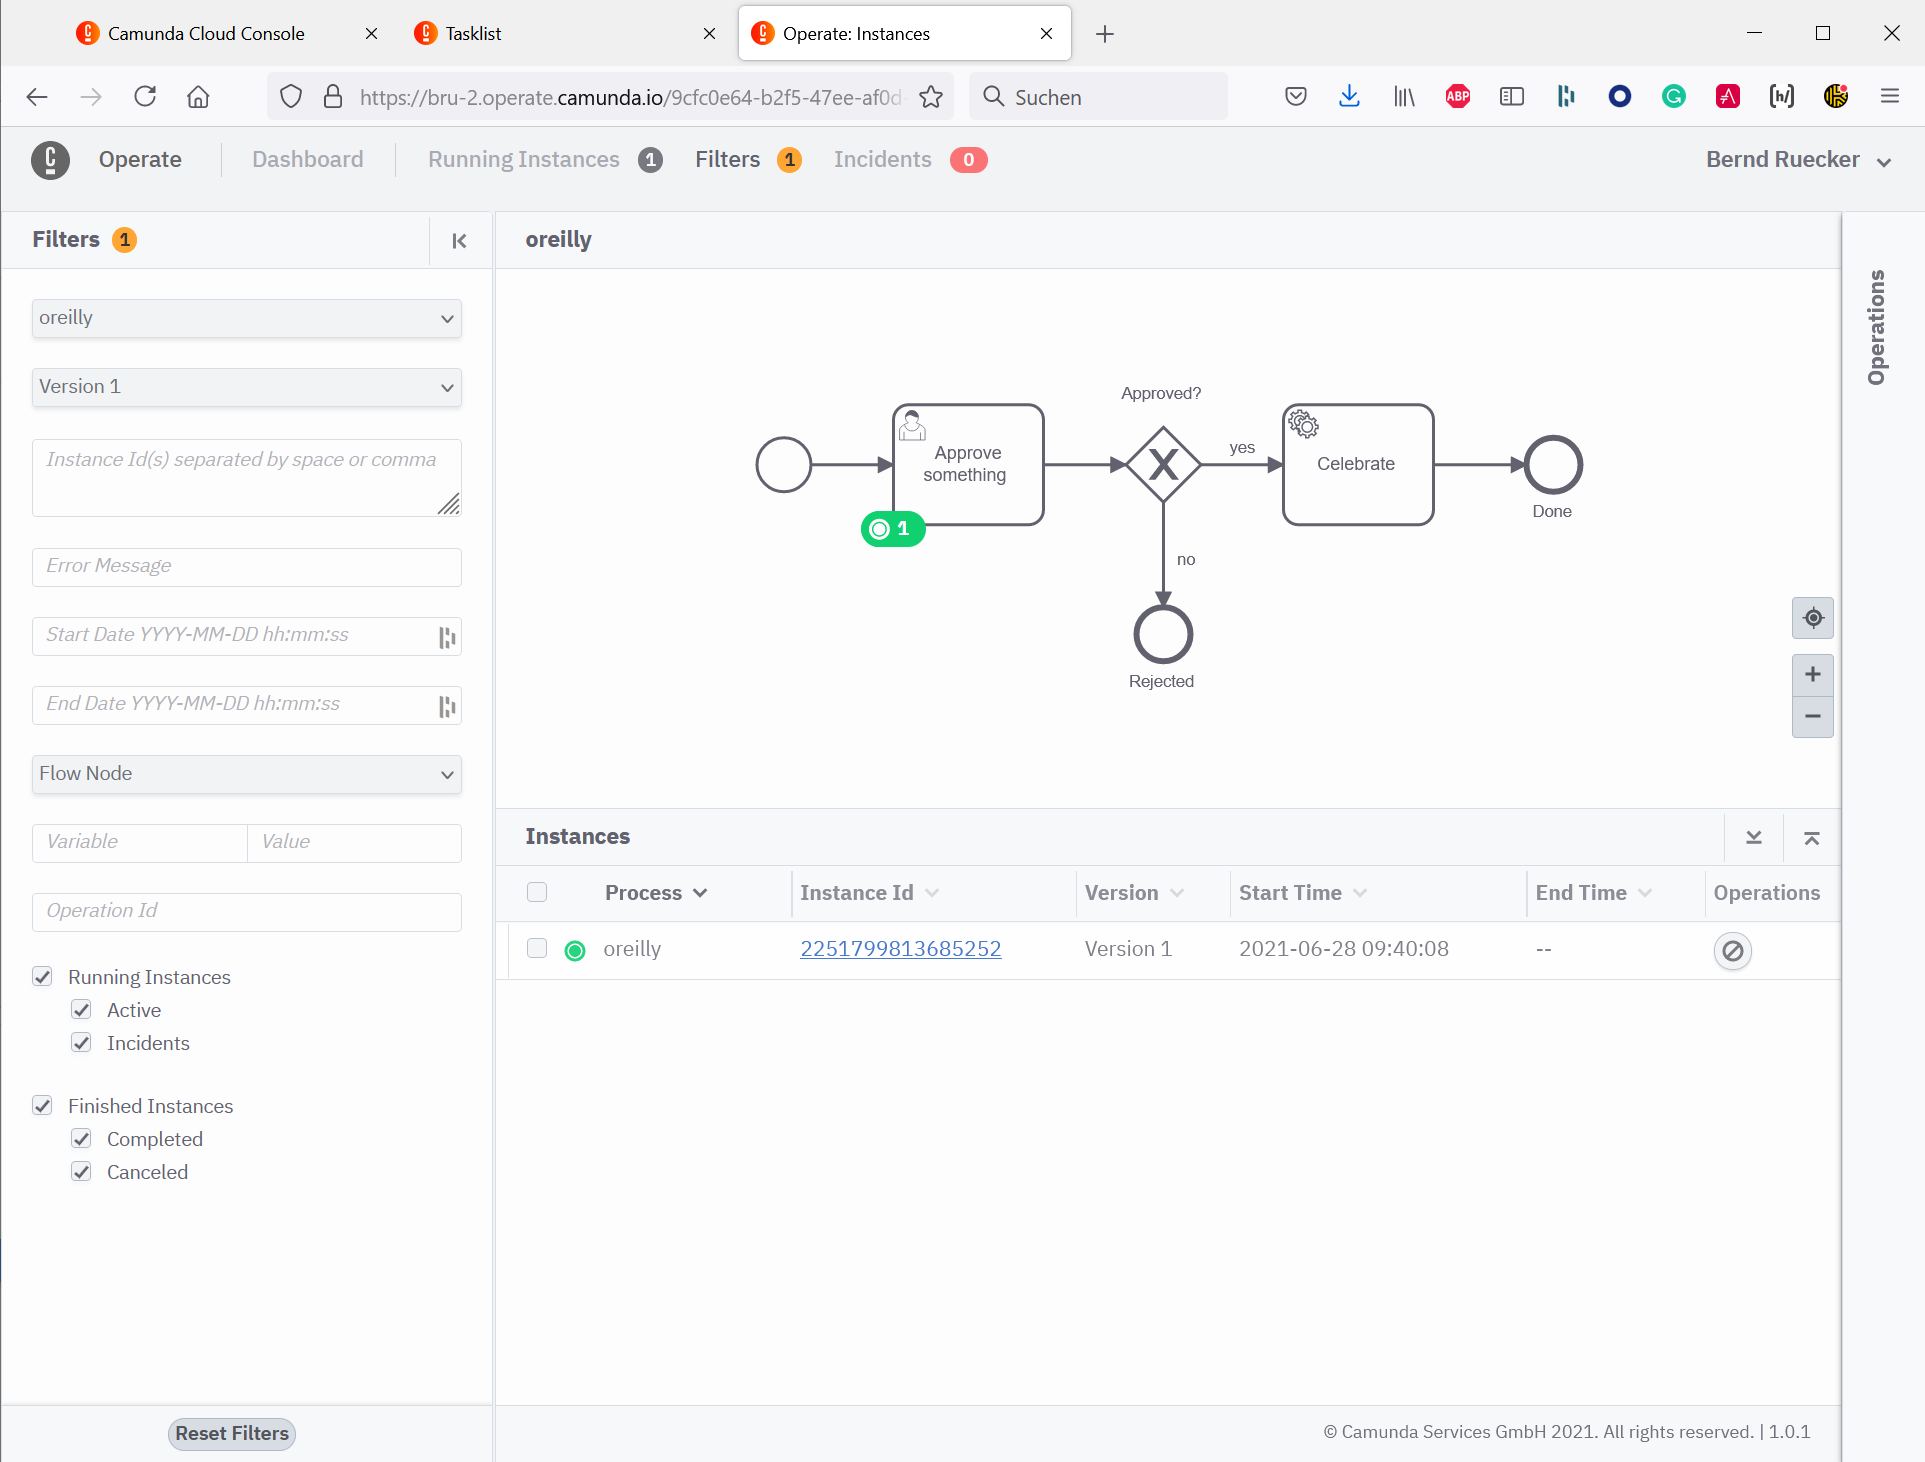 Camunda Cloud Console
Tasklist
Operate: Instances
https://bru-2.operate.camunda.io/9cfc0e64-b2f5-47ee-af0d-
Suchen
ABP
Operate
Dashboard
Running Instances 1
Filters 1
Incidents 0
Bernd Ruecker
Filters 1
oreilly
Version 1
Instance Id(s) separated by space or comma
Error Message
Start Date YYYY-MM-DD hh:mm:ss
End Date YYYY-MM-DD hh:mm:ss
Flow Node
Variable
Value
Operation Id
Running Instances
Active
Incidents
Finished Instances
Completed
Canceled
Reset Filters
oreilly
Approve
something
1
Approved?
yes
no
Celebrate
Done
Rejected
Operations
Instances
Process
Instance Id
Version
Start Time
End Time
Operations
oreilly
2251799813685252
Version 1
2021-06-28 09:40:08
--
© Camunda Services GmbH 2021. All rights reserved. | 1.0.1